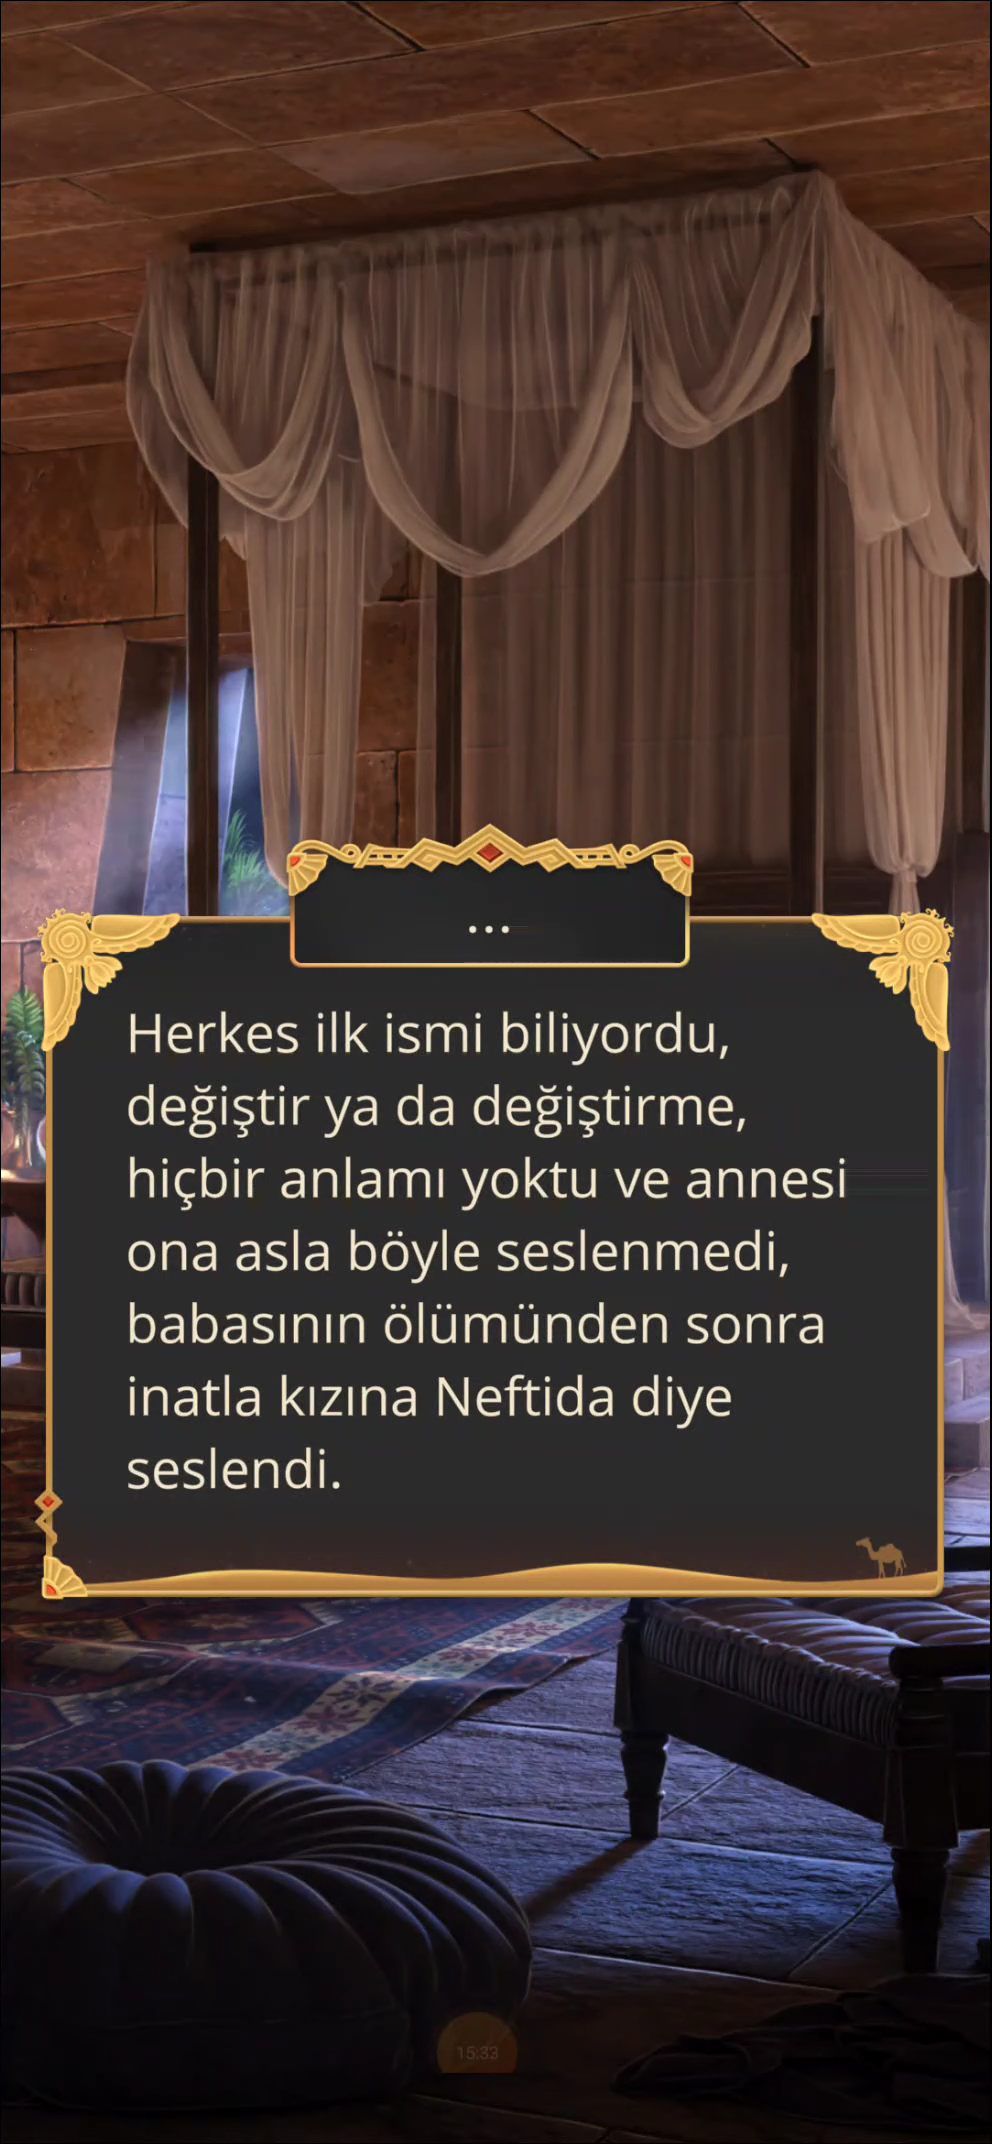 ...
Herkes ilk ismi biliyordu,
değiştir ya da değiştirme,
hiçbir anlamı yoktu ve annesi
ona asla böyle seslenmedi,
babasının ölümünden sonra
inatla kızına Neftida diye
seslendi.
15:33